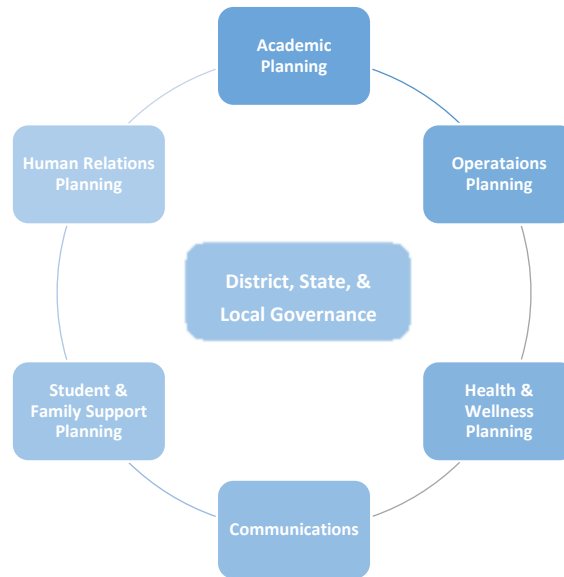 Academic
Planning
Operataions
Planning
Health &
Wellness
Planning
Communications
Student &
Family Support
Planning
Human Relations
Planning
District, State, &
Local Governance